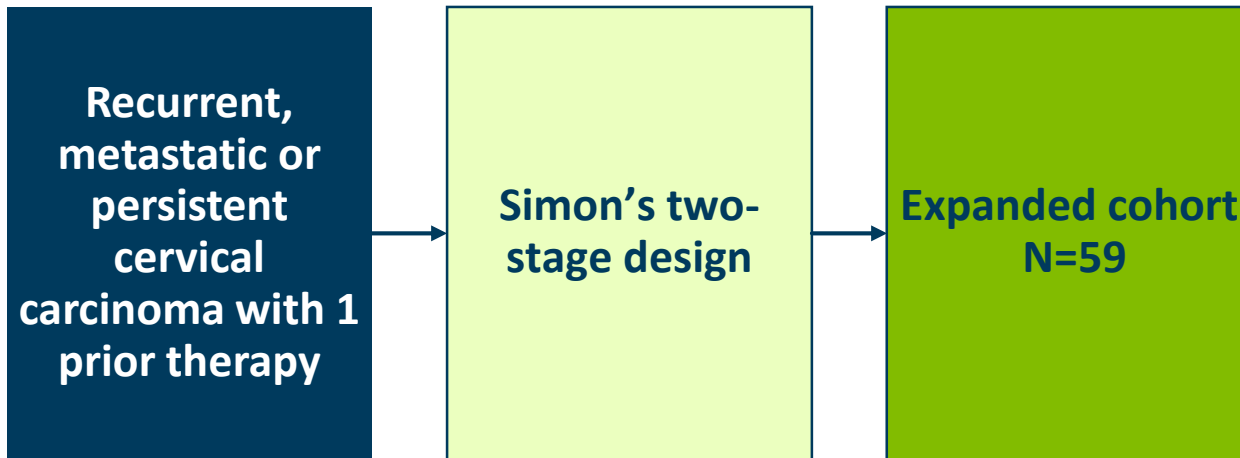 Recurrent,
metastatic or
persistent
cervical
carcinoma with 1
prior therapy
Simon’s two-
stage design
Expanded cohort
N=59